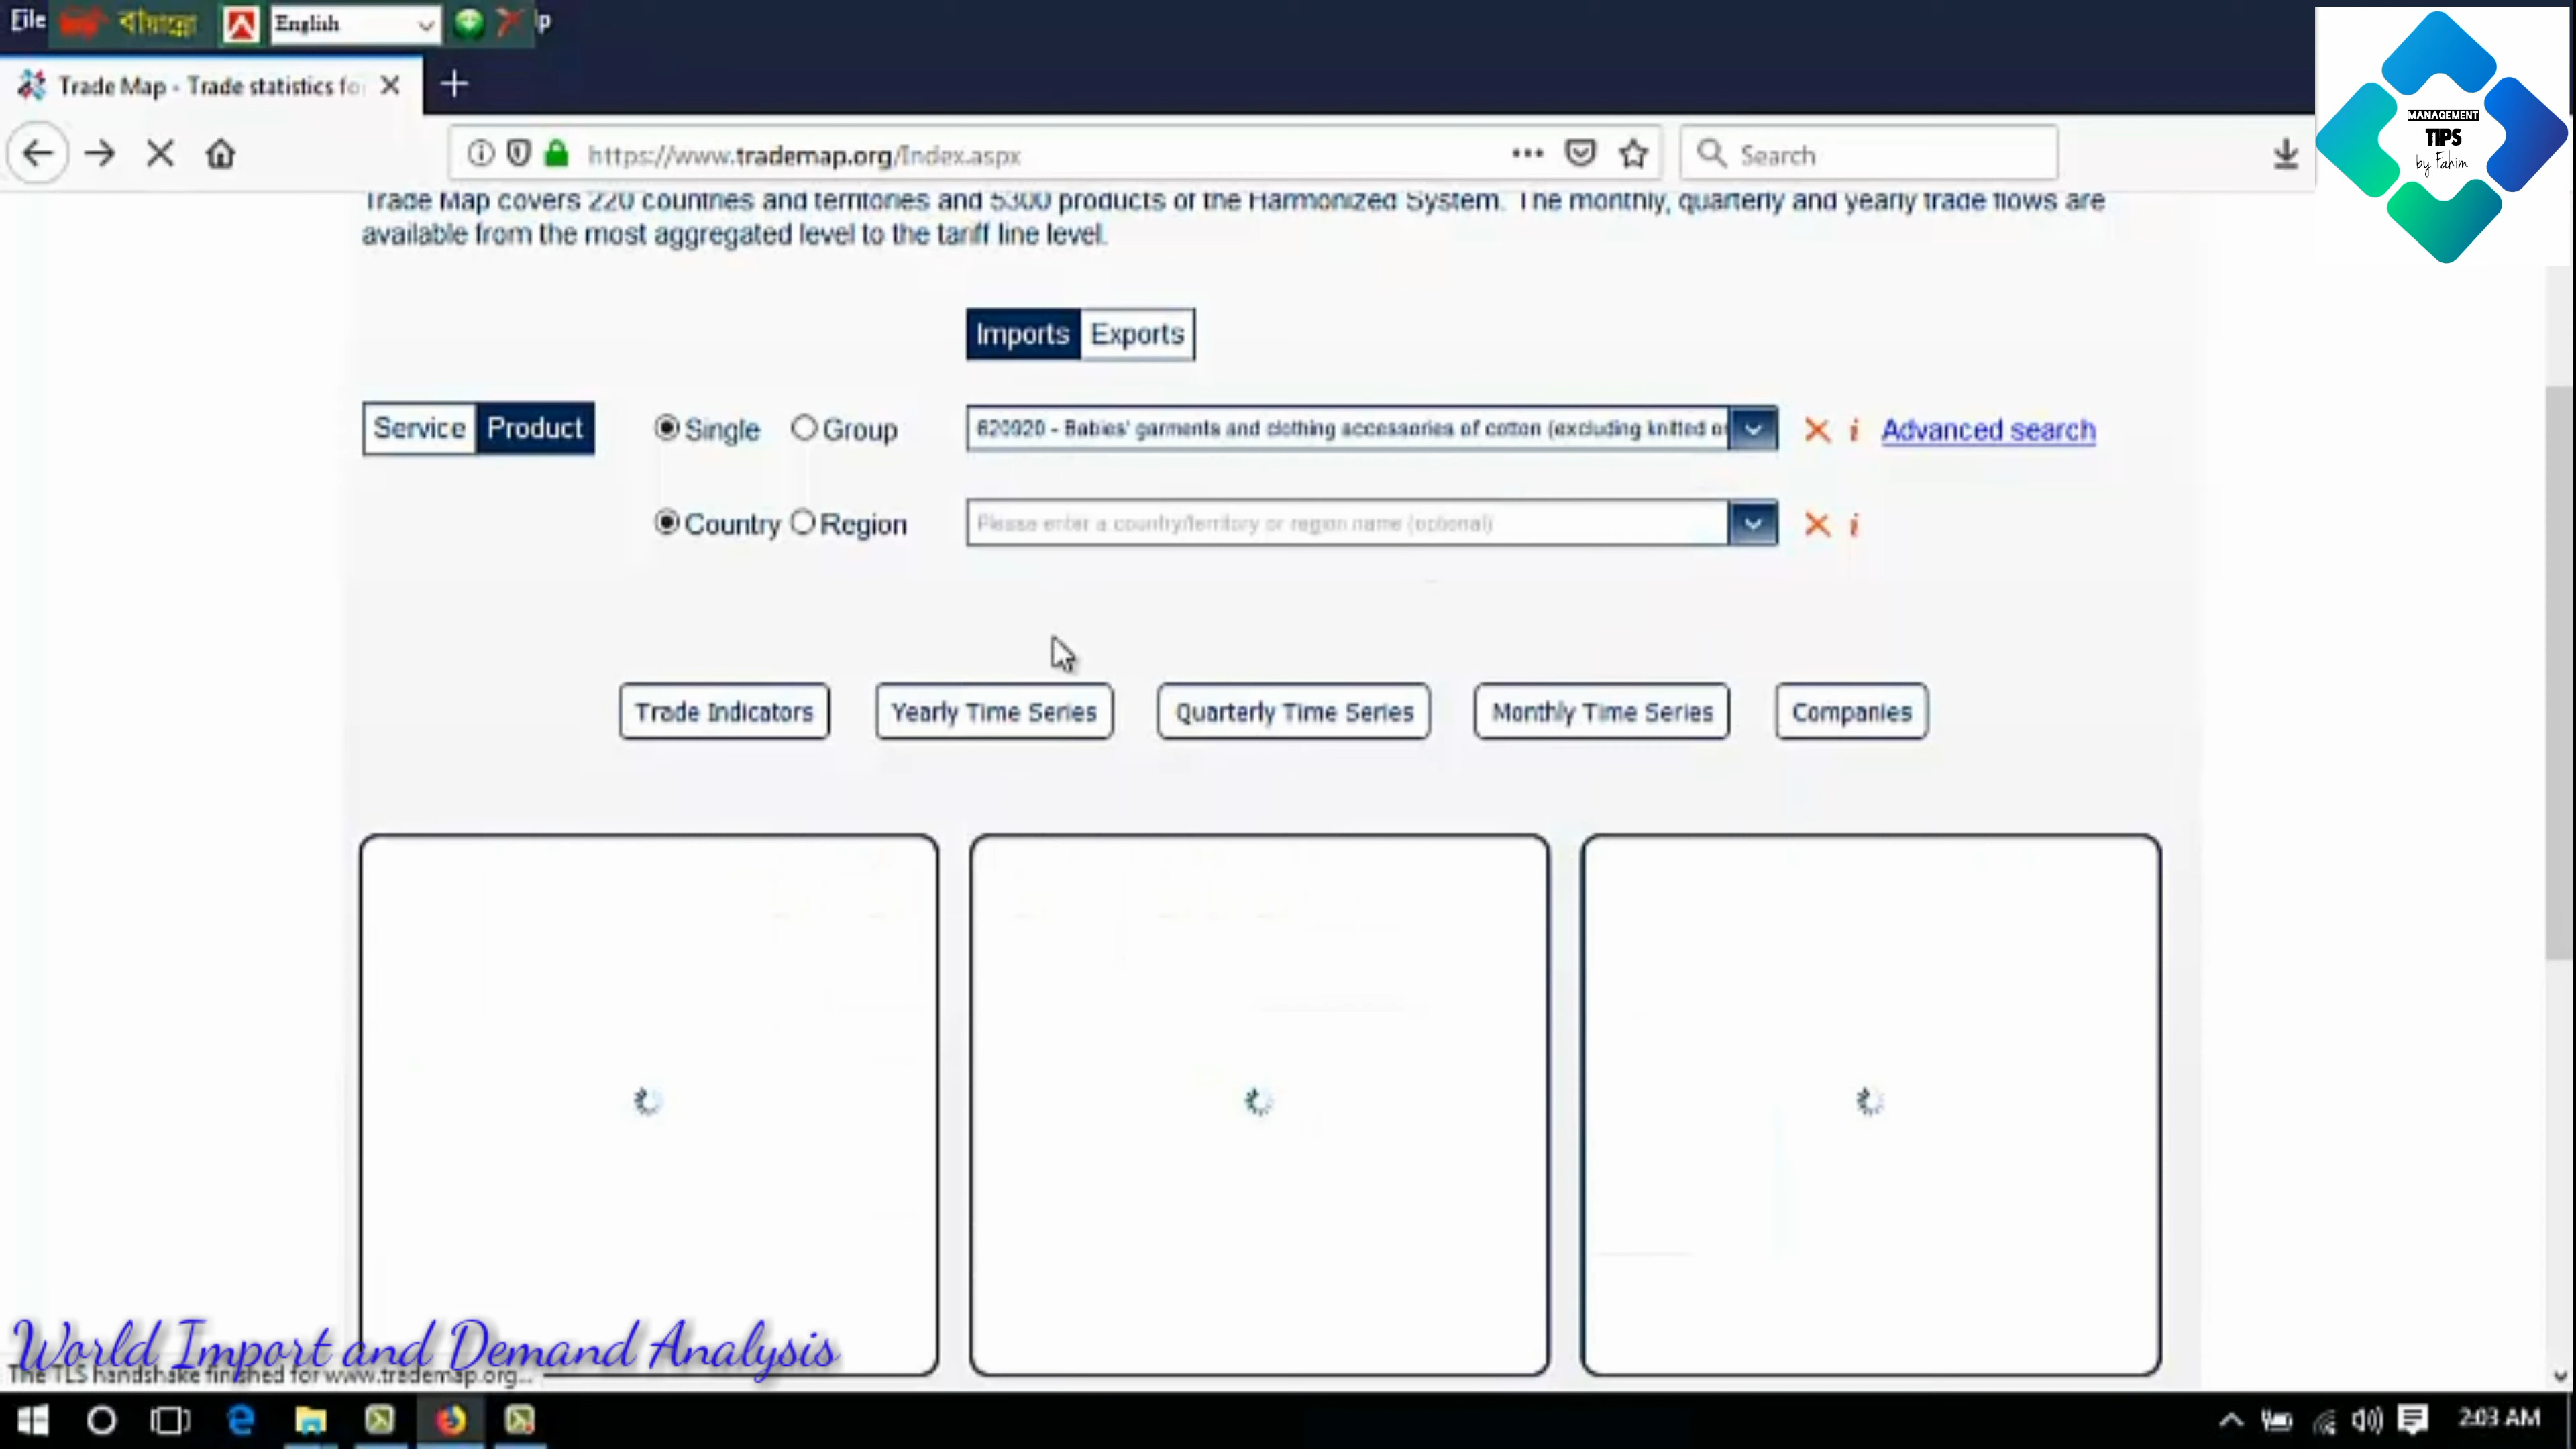 File বায়ান্নো English p
Trade Map - Trade statistics fo
https://www.trademap.org/Index.aspx
Search
MANAGEMENT
TIPS
by Fahim
Trade Map covers 220 countries and territories and 5300 products of the Harmonized System. The monthly, quarterly and yearly trade flows are
available from the most aggregated level to the tariff line level.
Imports Exports
Service Product Single Group 620920 - Babies' garments and clothing accessories of cotton (excluding knitted or Advanced search
Country Region Please enter a country/territory or region name (optional)
Trade Indicators Yearly Time Series Quarterly Time Series Monthly Time Series Companies
World Import and Demand Analysis
The TLS handshake finished for www.trademap.org...
2:03 AM